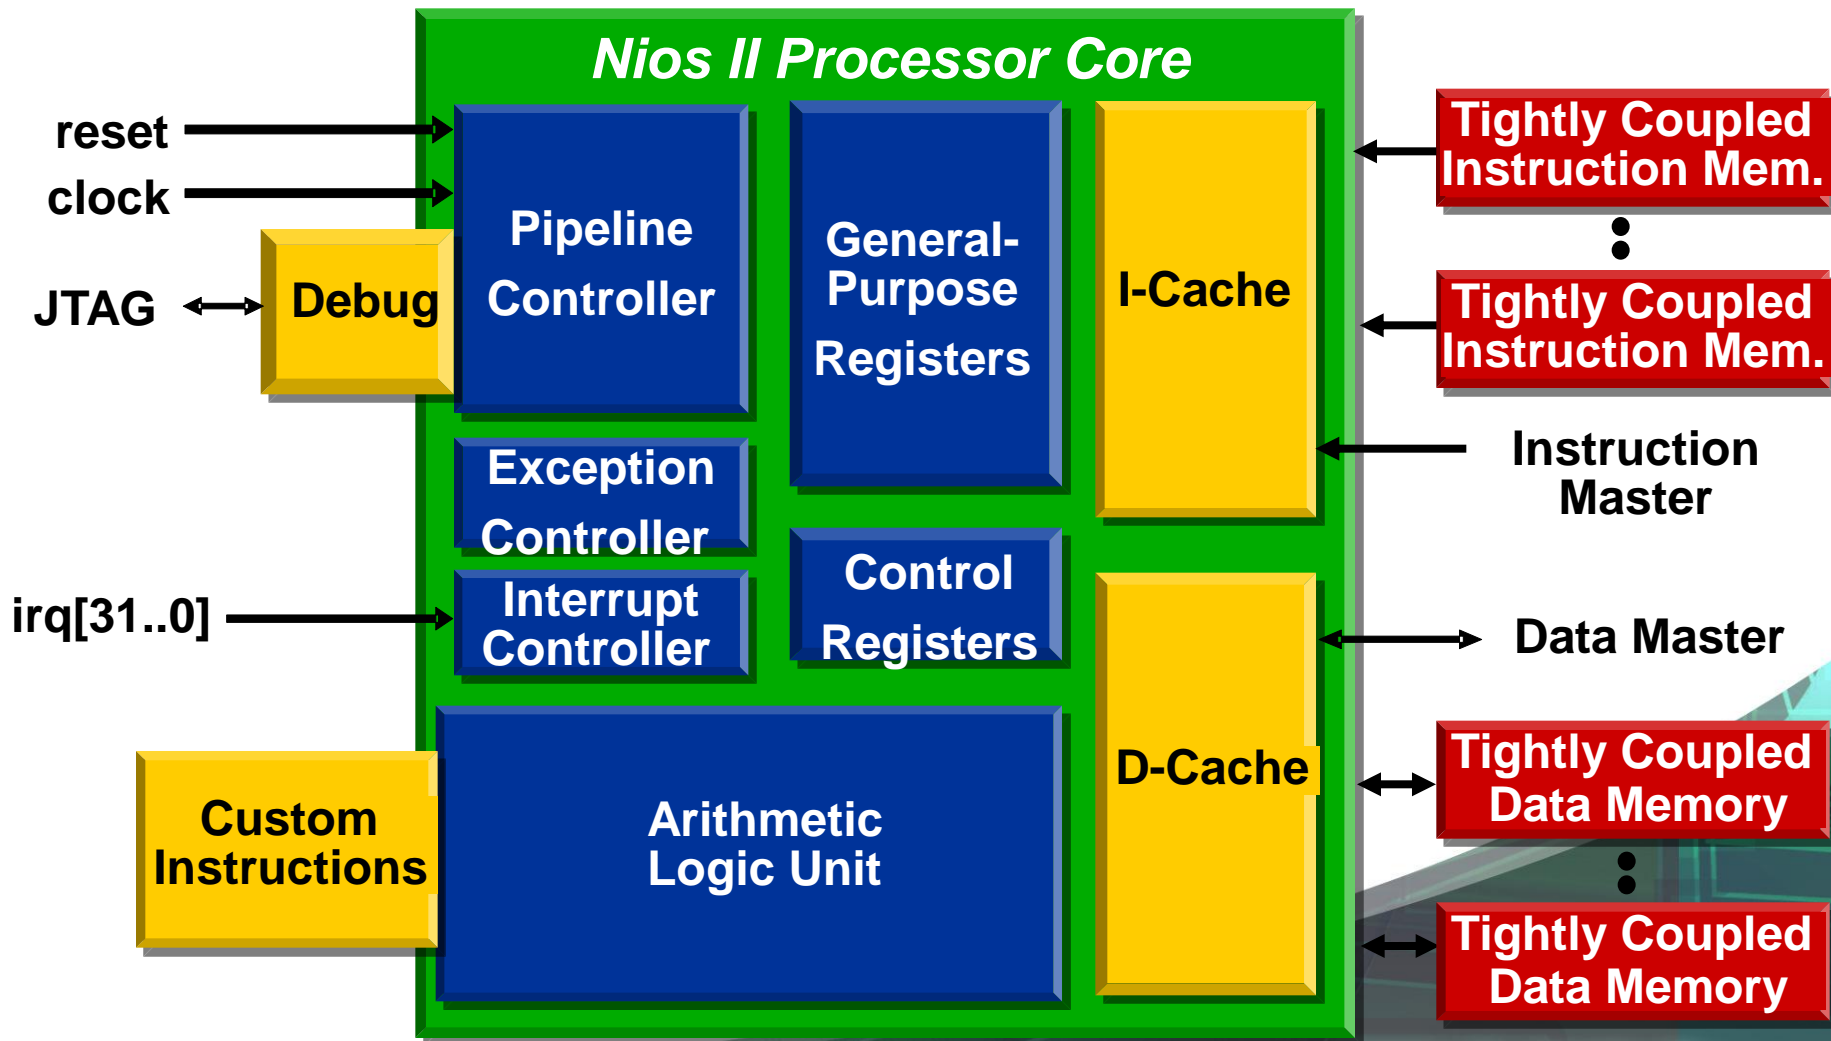 Nios II Processor Core
reset
clock
JTAG
Debug
Pipeline
Controller
General-
Purpose
Registers
I-Cache
Tightly Coupled
Instruction Mem.
Tightly Coupled
Instruction Mem.
Instruction
Master
Exception
Controller
irq[31..0]
Interrupt
Controller
Control
Registers
Data Master
Custom
Instructions
Arithmetic
Logic Unit
D-Cache
Tightly Coupled
Data Memory
Tightly Coupled
Data Memory